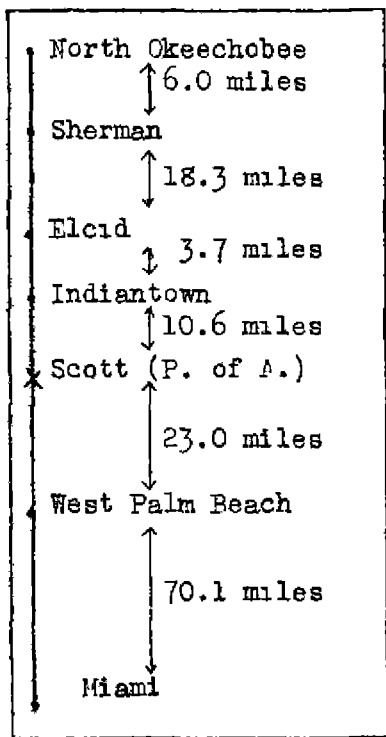 North Okeechobee
6.0 miles
Sherman
18.3 miles
Elcid
3.7 miles
Indiantown
10.6 miles
Scott (P. of A.)
23.0 miles
West Palm Beach
70.1 miles
Miami